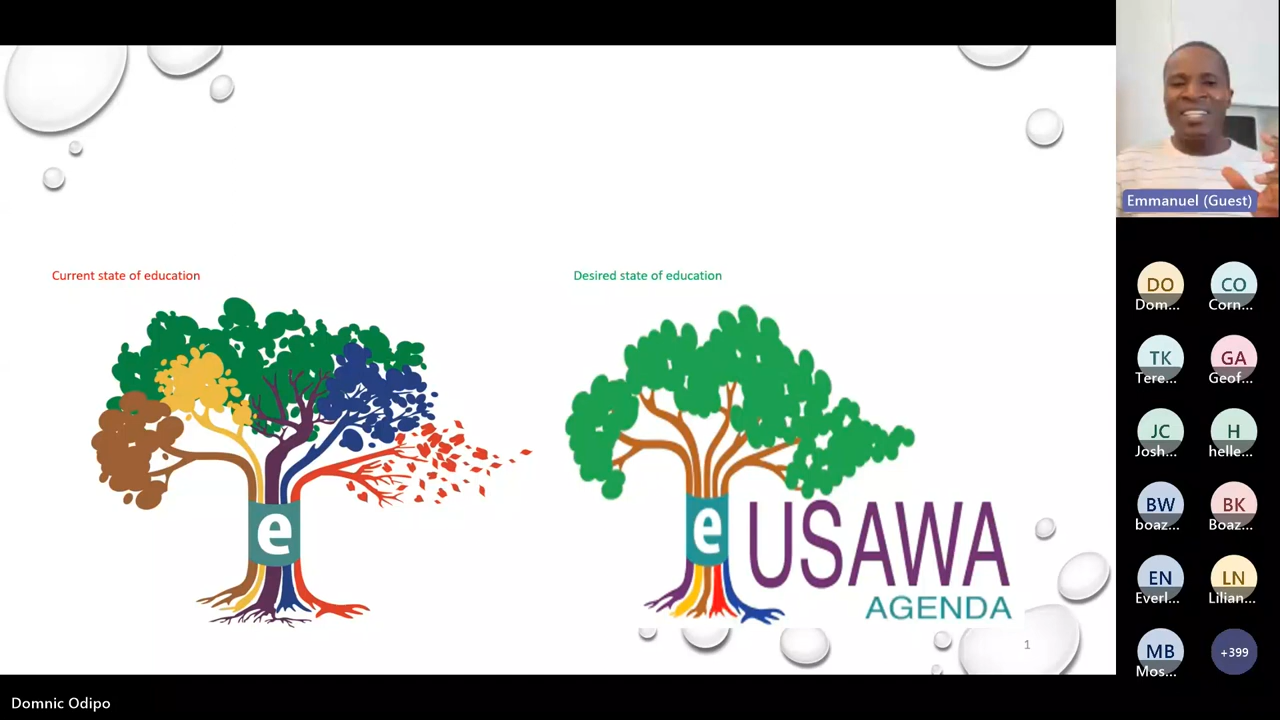 Current state of education
Desired state of education
e
e
USAWA
AGENDA
1
Emmanuel (Guest)
DO
Dom...
CO
Corn...
TK
Tere...
GA
Geof...
JC
Josh...
H
helle...
BW
boaz...
BK
Boaz...
EN
Everl...
LN
Lilian...
MB
Mos...
+399
Domnic Odipo